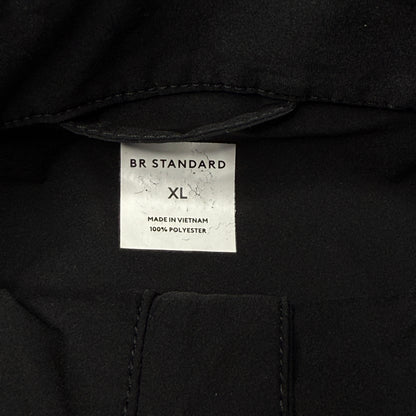 BR STANDARD
XL
MADE IN VIETNAM
100% POLYESTER